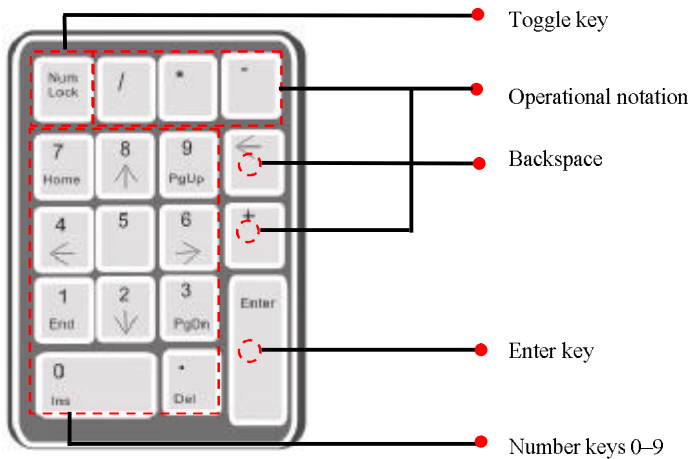 Toggle key
Num
Lock
/
*
-
Operational notation
7
Home
8
9
PgUp
Backspace
4
5
6
+
1
End
2
3
PgDn
Enter
Enter key
0
Ins
.
Del
Number keys 0–9